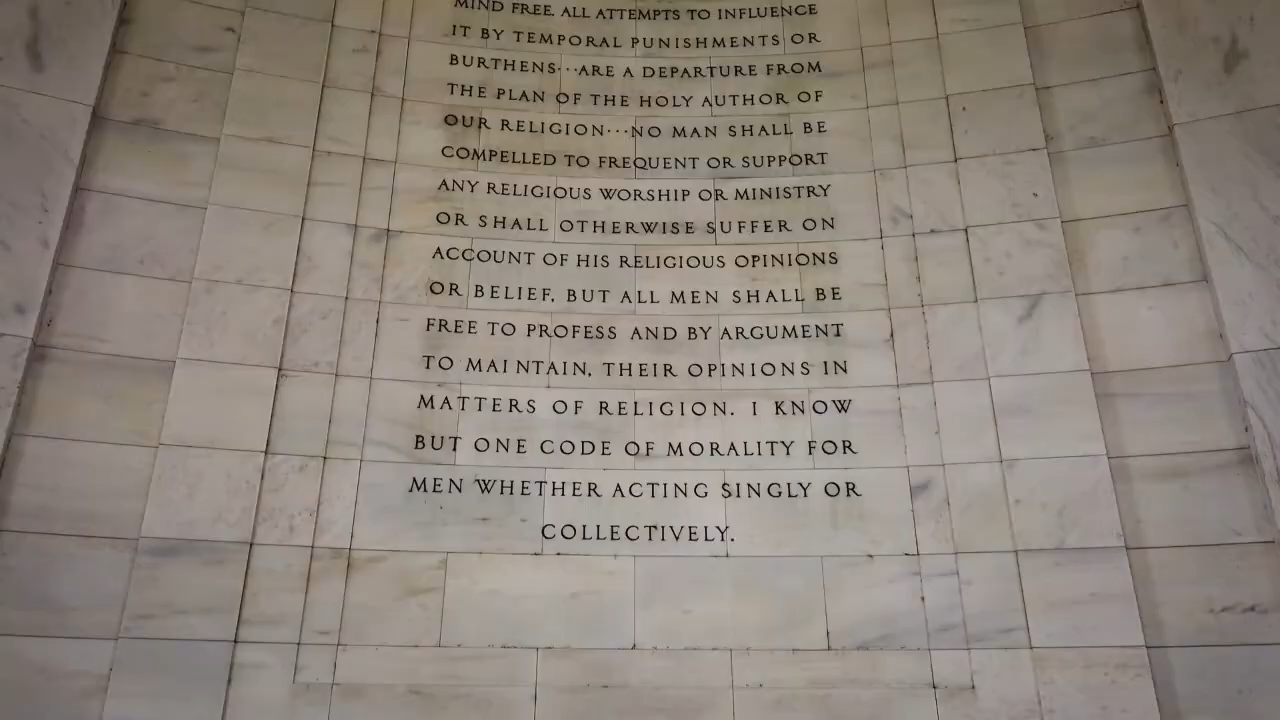 MIND FREE. ALL ATTEMPTS TO INFLUENCE
IT BY TEMPORAL PUNISHMENTS OR
BURTHENS···ARE A DEPARTURE FROM
THE PLAN OF THE HOLY AUTHOR OF
OUR RELIGION···NO MAN SHALL BE
COMPELLED TO FREQUENT OR SUPPORT
ANY RELIGIOUS WORSHIP OR MINISTRY
OR SHALL OTHERWISE SUFFER ON
ACCOUNT OF HIS RELIGIOUS OPINIONS
OR BELIEF, BUT ALL MEN SHALL BE
FREE TO PROFESS AND BY ARGUMENT
TO MAINTAIN, THEIR OPINIONS IN
MATTERS OF RELIGION. I KNOW
BUT ONE CODE OF MORALITY FOR
MEN WHETHER ACTING SINGLY OR
COLLECTIVELY.